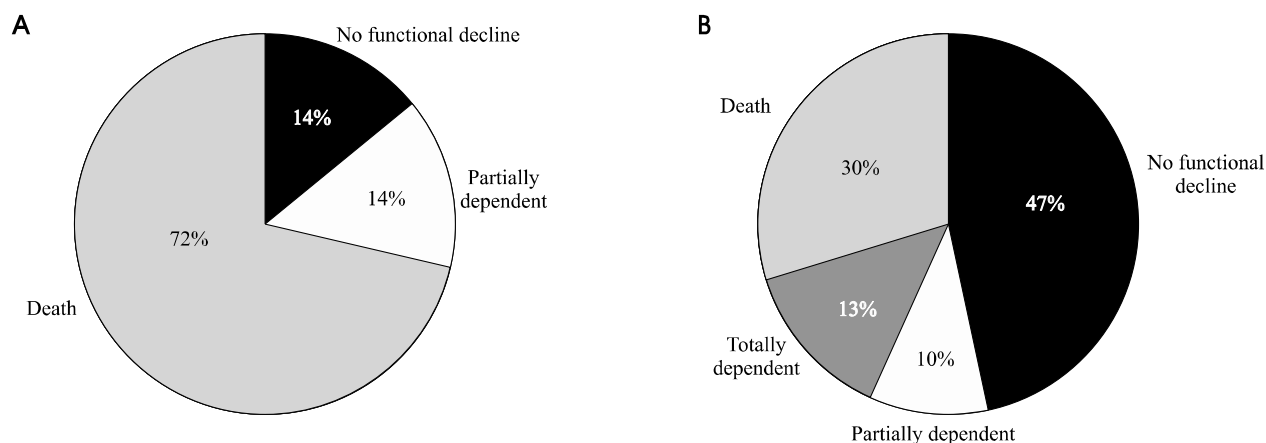 A
No functional decline
14%
Partially
dependent
14%
72%
Death
B
Death
30%
No functional
decline
47%
13%
Totally
dependent
10%
Partially dependent